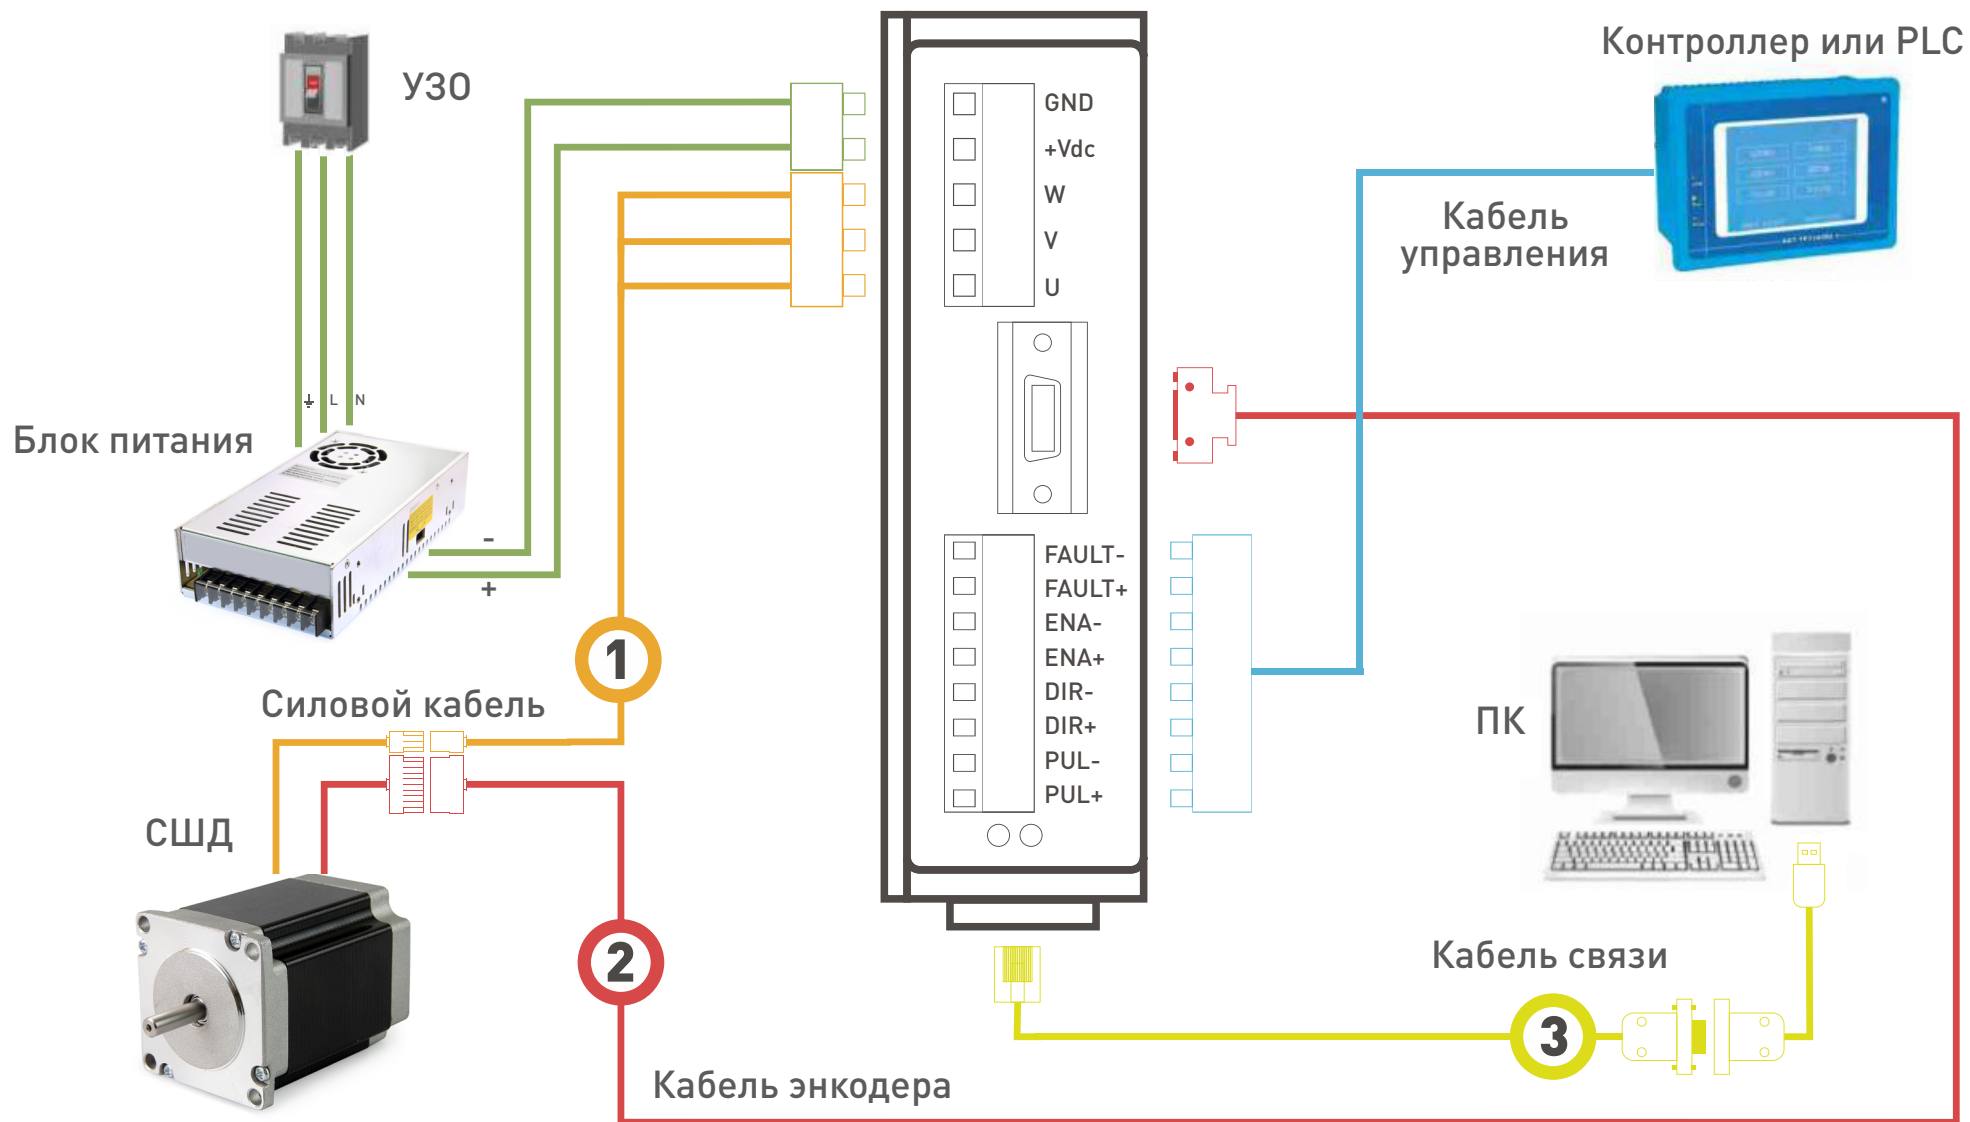 УЗО
Контроллер или PLC
GND
+Vdc
W
V
U
Кабель
управления
L
N
Блок питания
-
+
FAULT-
FAULT+
ENA-
ENA+
DIR-
DIR+
PUL-
PUL+
1
Силовой кабель
ПК
СШД
2
Кабель связи
3
Кабель энкодера